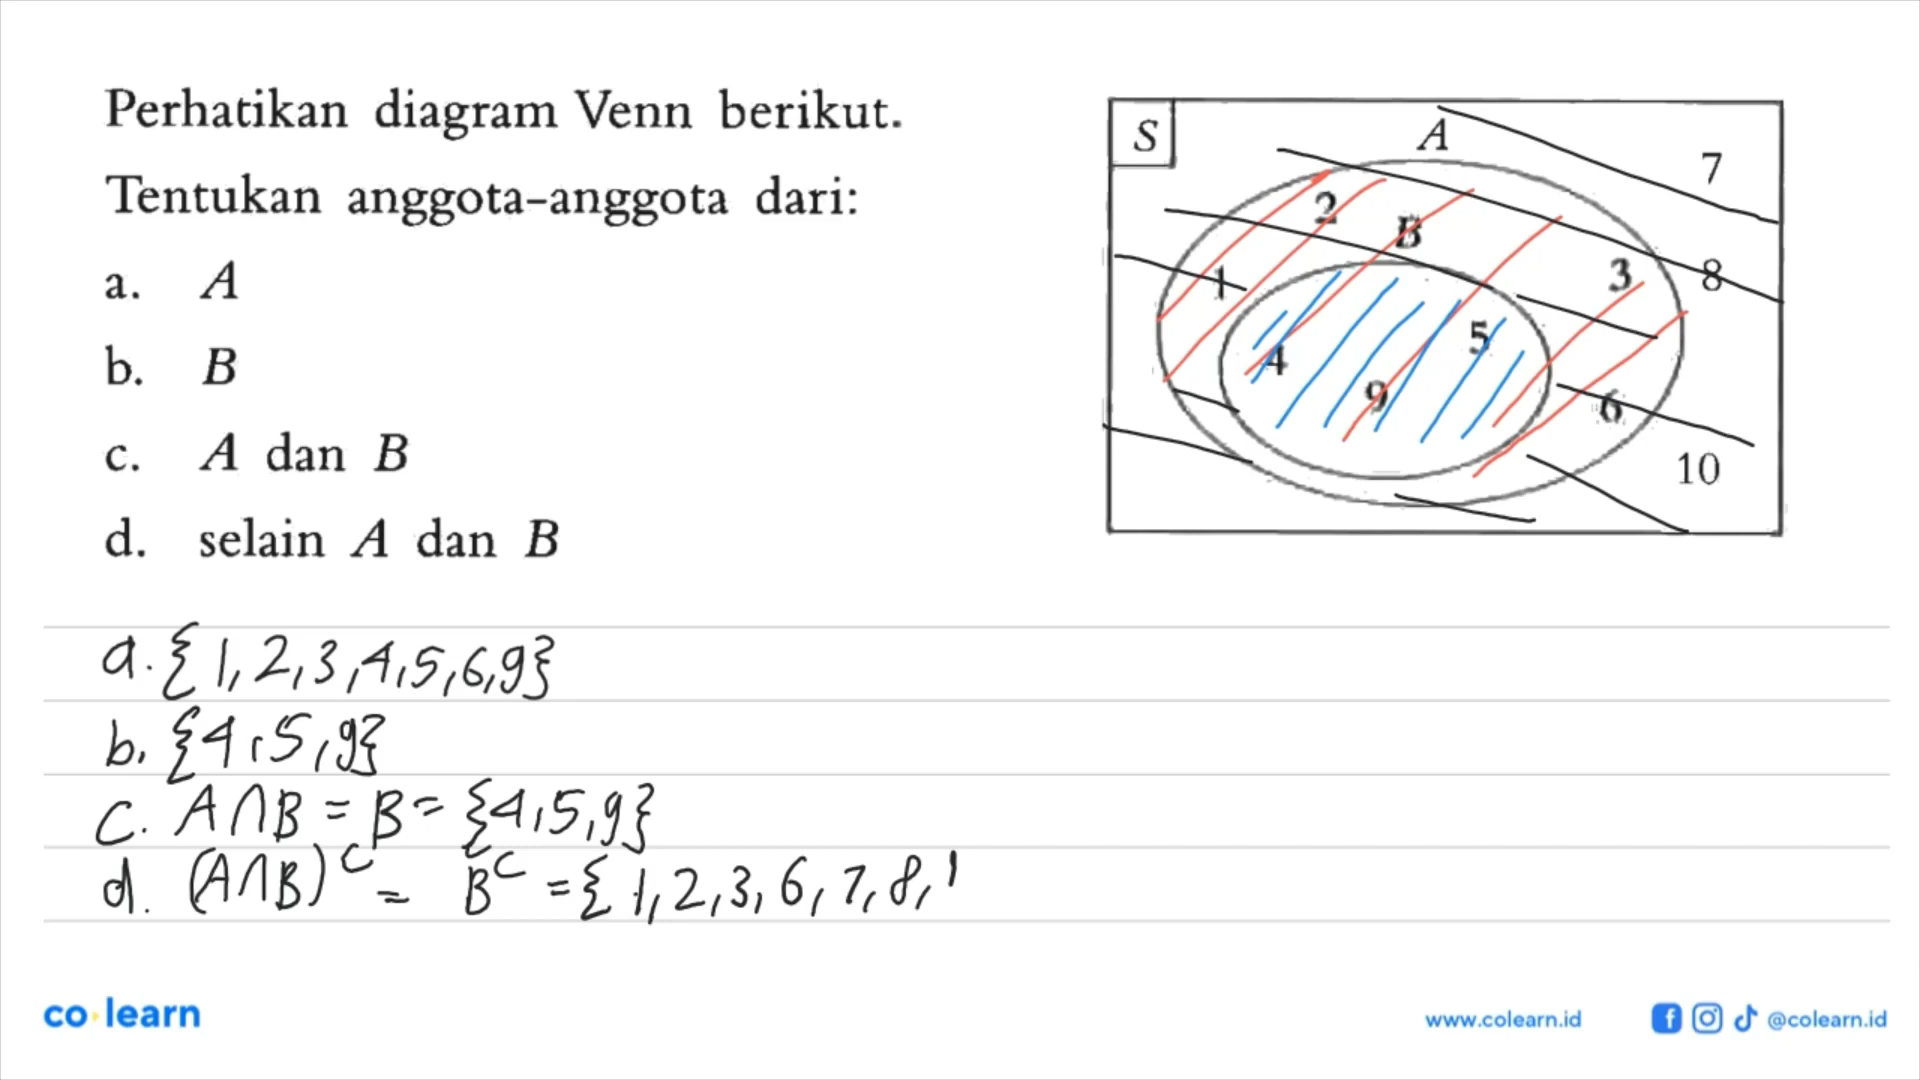 Perhatikan diagram Venn berikut.
Tentukan anggota-anggota dari:
a. A
b. B
c. A dan B
d. selain A dan B
S
A
7
2
B
1
3
8
4
5
9
6
10
a. {1,2,3,4,5,6,9}
b. {4,5,9}
c. A∩B = B = {4,5,9}
d. (A∩B)ᶜ = Bᶜ = {1,2,3,6,7,8,1
co·learn
www.colearn.id
@colearn.id